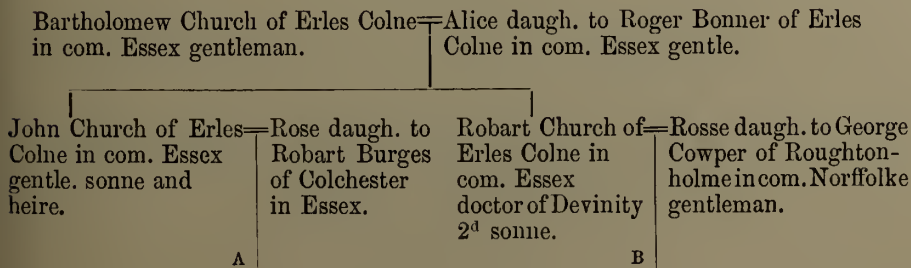 Bartholomew Church of Erles Colne
in com. Essex gentleman.
Alice daugh. to Roger Bonner of Erles
Colne in com. Essex gentle.
John Church of Erles
Colne in com. Essex
gentle. sonne and
heire.
Rose daugh. to
Robart Burges
of Colchester
in Essex.
Robart Church of
Erles Colne in
com. Essex
doctor of Devinity
2d sonne.
Rosse daugh. to George
Cowper of Roughton-
holme in com. Norffolke
gentleman.
A
B